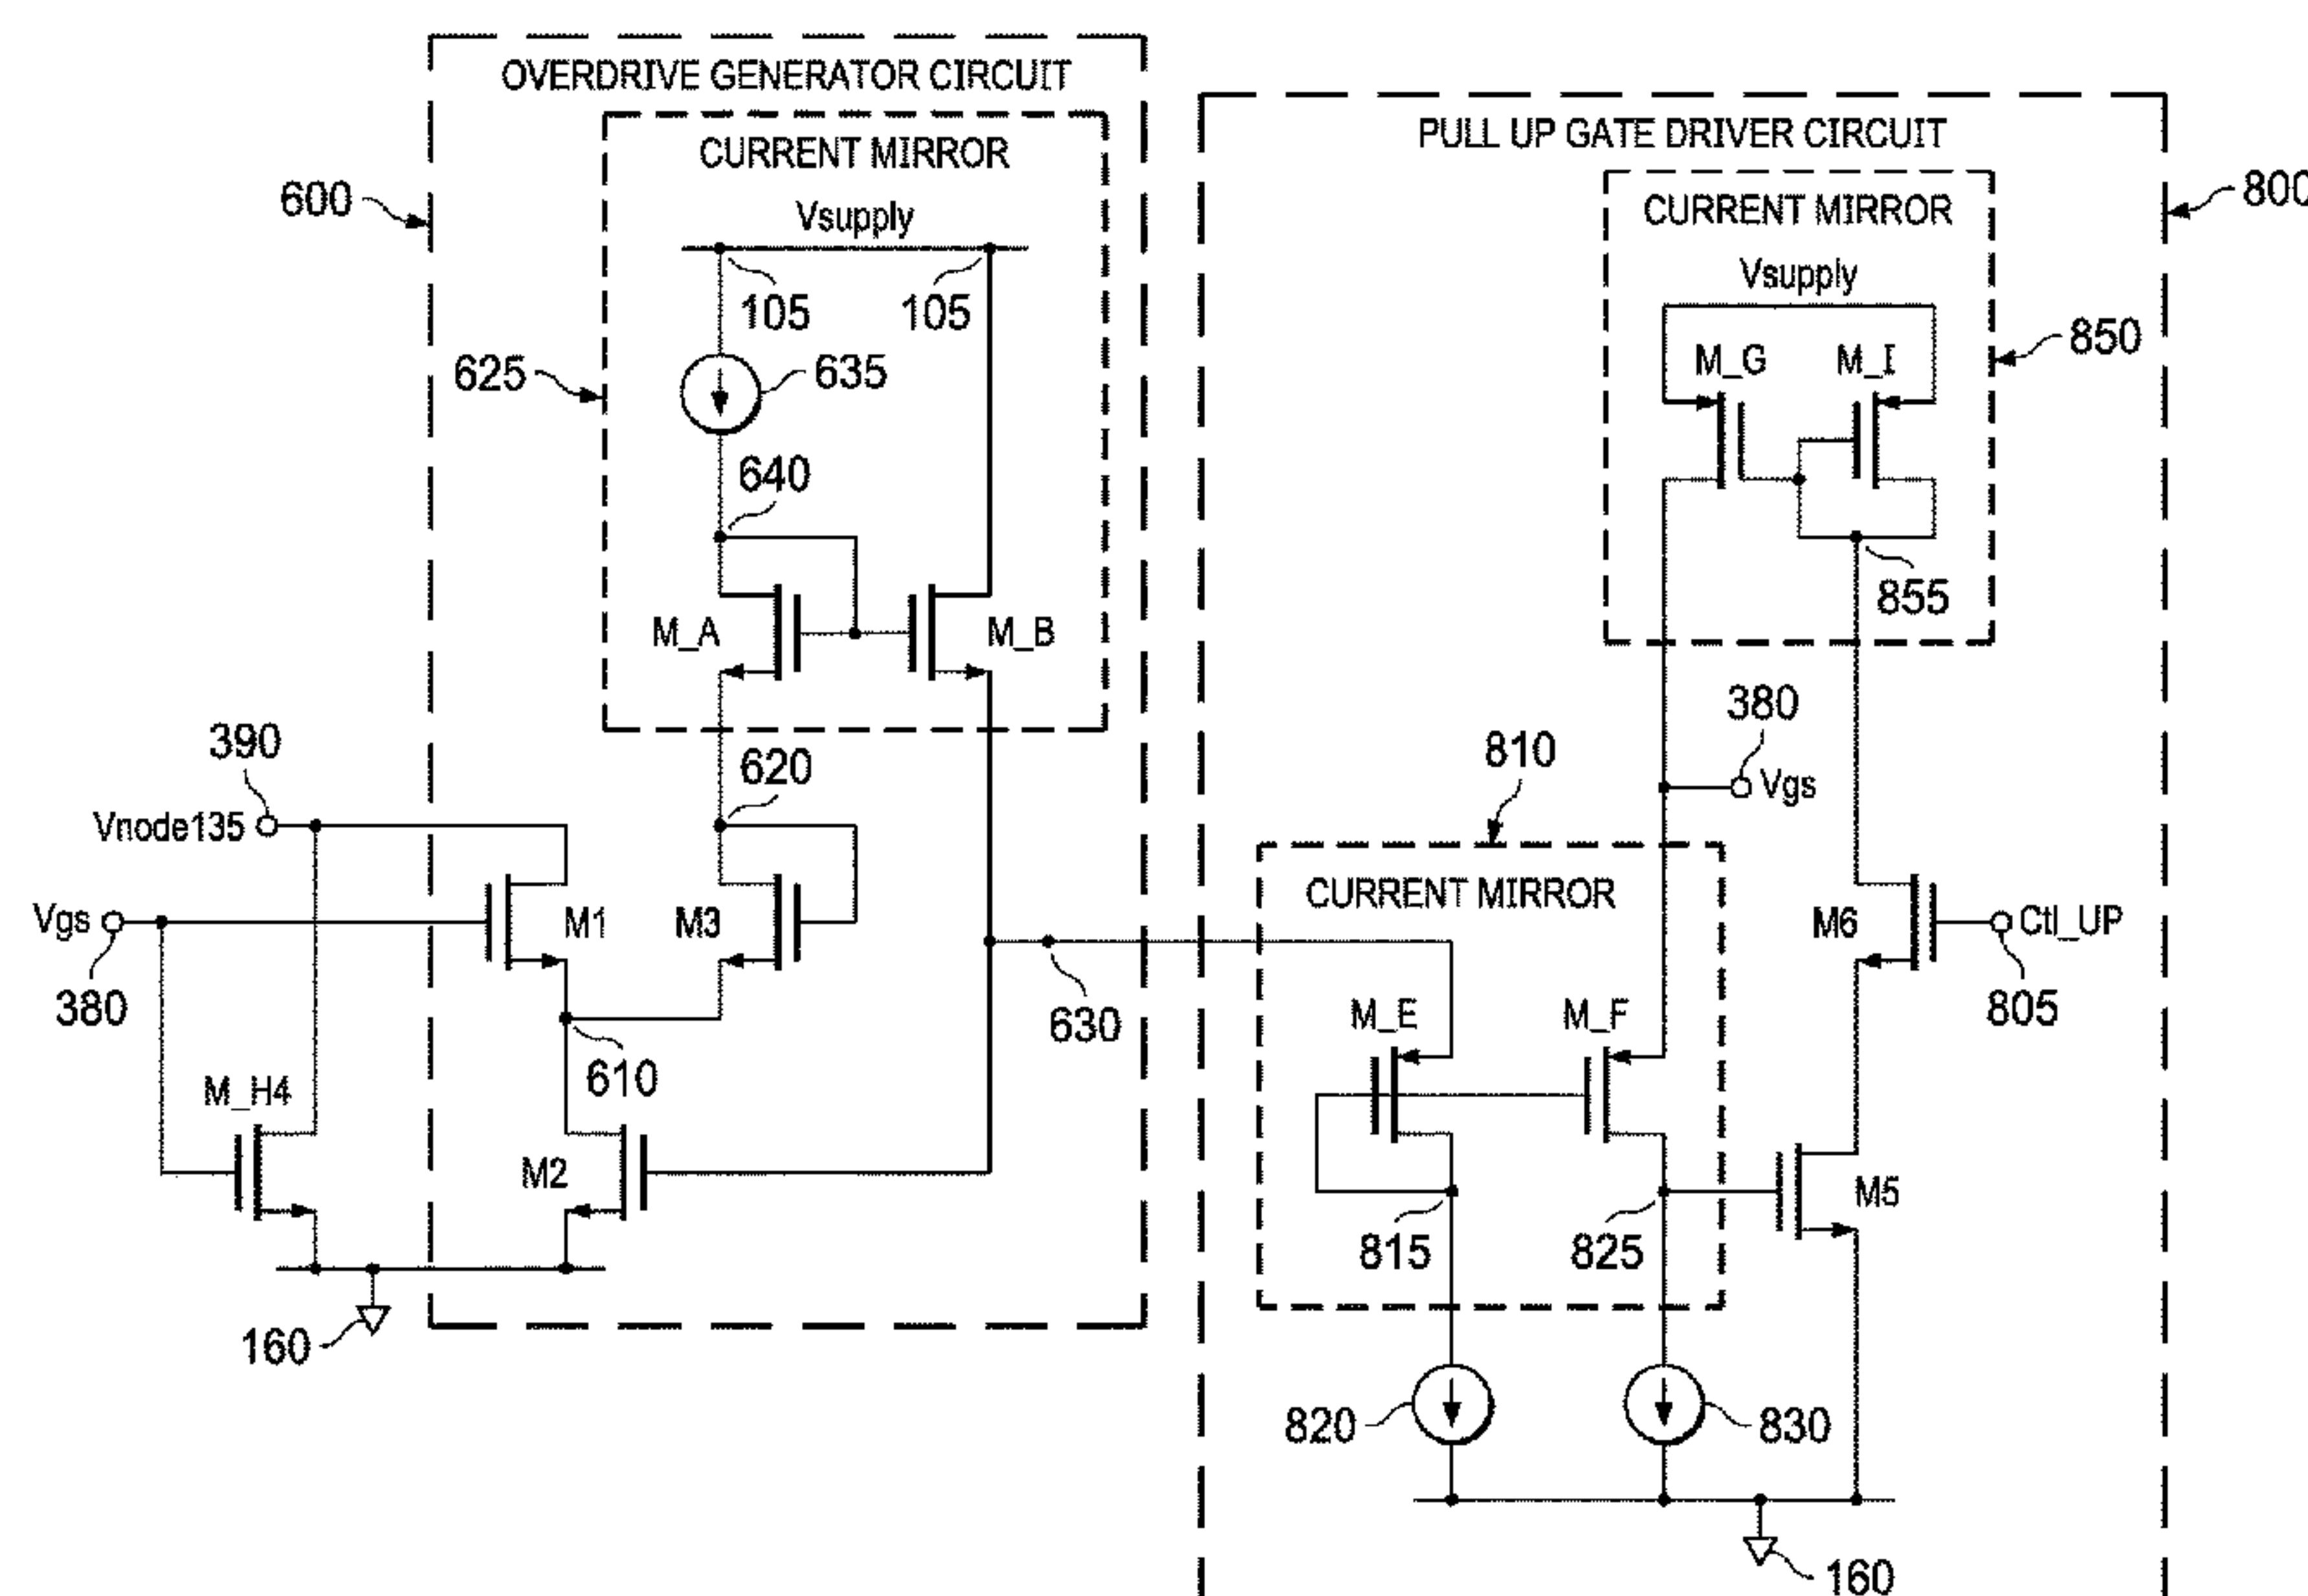 OVERDRIVE GENERATOR CIRCUIT
CURRENT MIRROR
Vsupply
600
105
105
625
635
640
M_A
M_B
390
620
Vnode135
Vgs
M1
M3
380
630
610
M_H4
M2
160
PULL UP GATE DRIVER CIRCUIT
800
CURRENT MIRROR
Vsupply
850
M_G
M_I
855
380
810
Vgs
CURRENT MIRROR
M6
Ctl_UP
805
M_E
M_F
M5
815
825
820
830
160